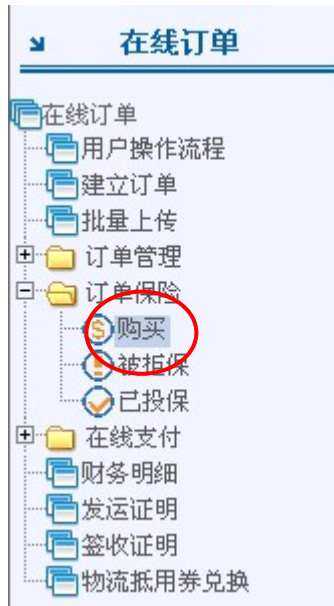 在线订单
在线订单
用户操作流程
建立订单
批量上传
订单管理
订单保险
购买
被拒保
已投保
在线支付
财务明细
发运证明
签收证明
物流抵用券兑换